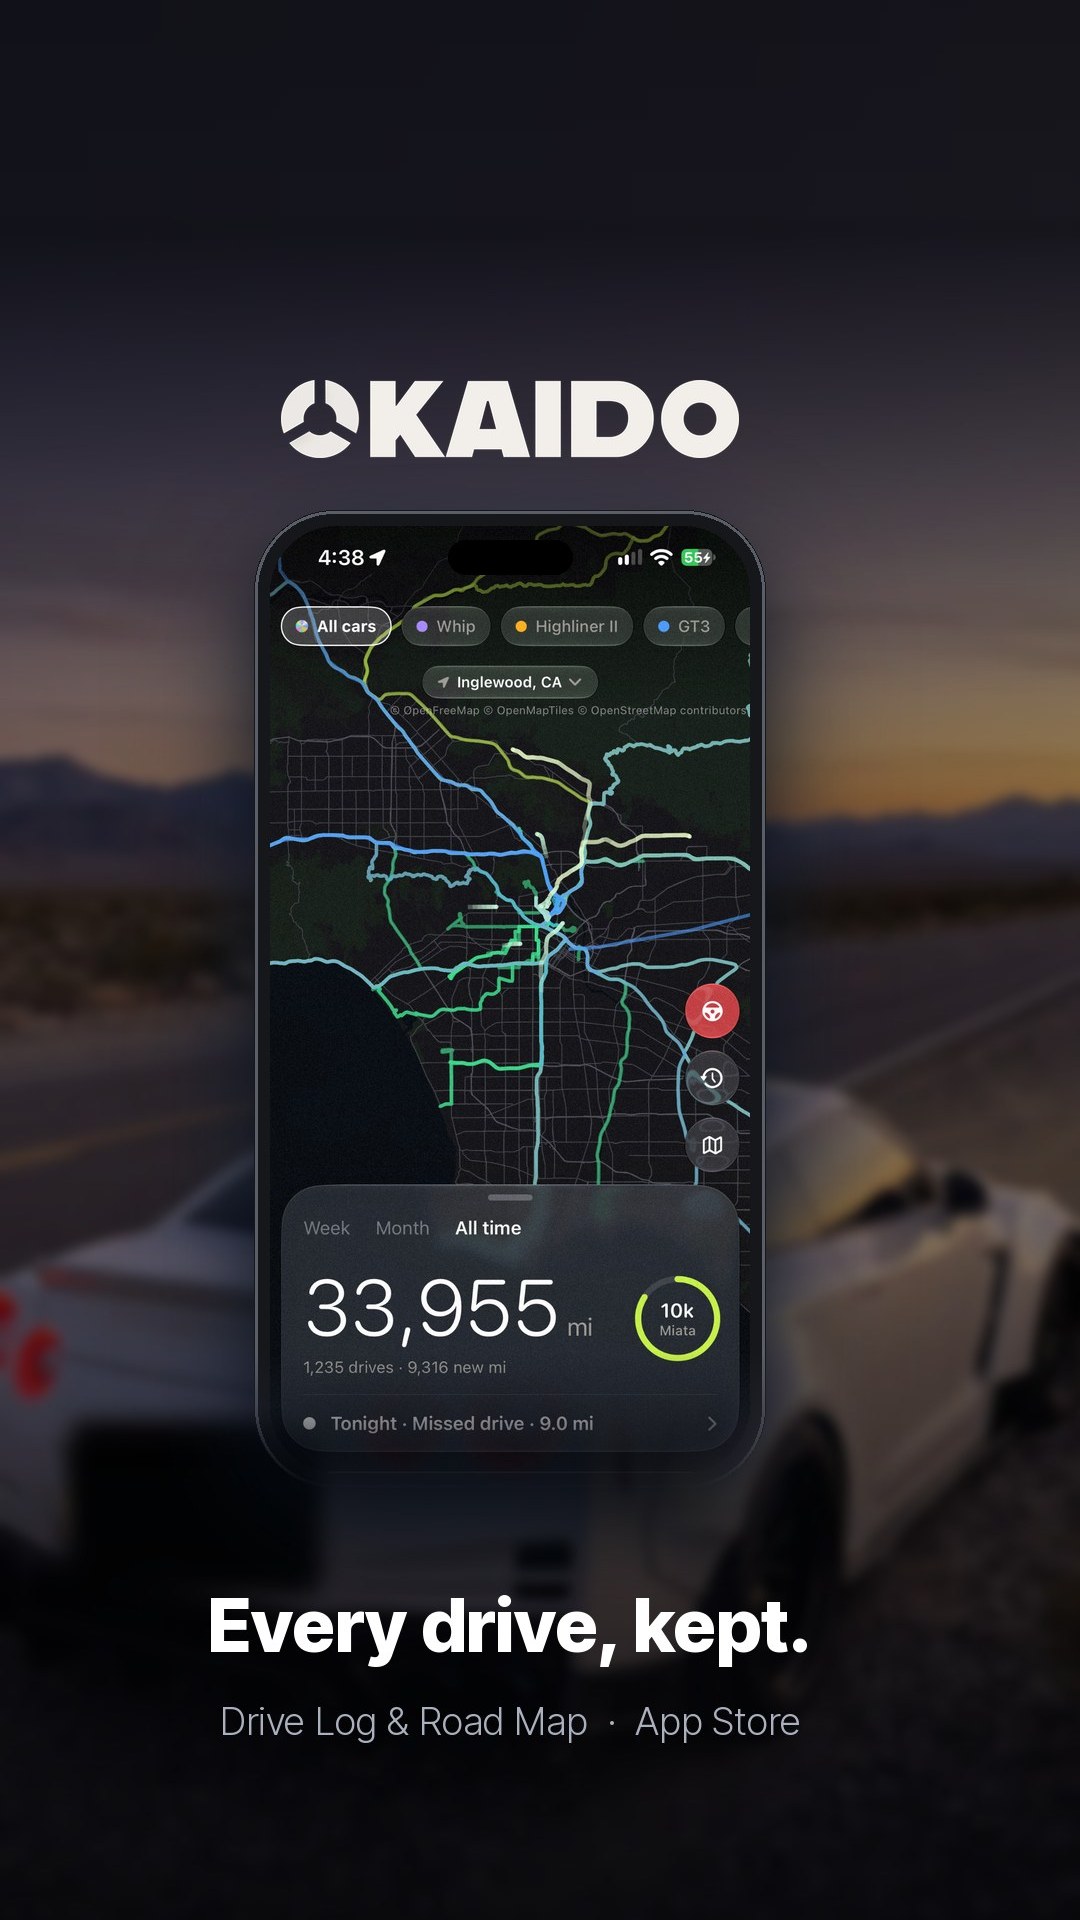 KAIDO
4:38
55
All cars
Whip
Highliner II
GT3
Inglewood, CA
© OpenFreeMap © OpenMapTiles © OpenStreetMap contributors
Week Month All time
33,955 mi
10k
Miata
1,235 drives · 9,316 new mi
Tonight · Missed drive · 9.0 mi
Every drive, kept.
Drive Log & Road Map · App Store